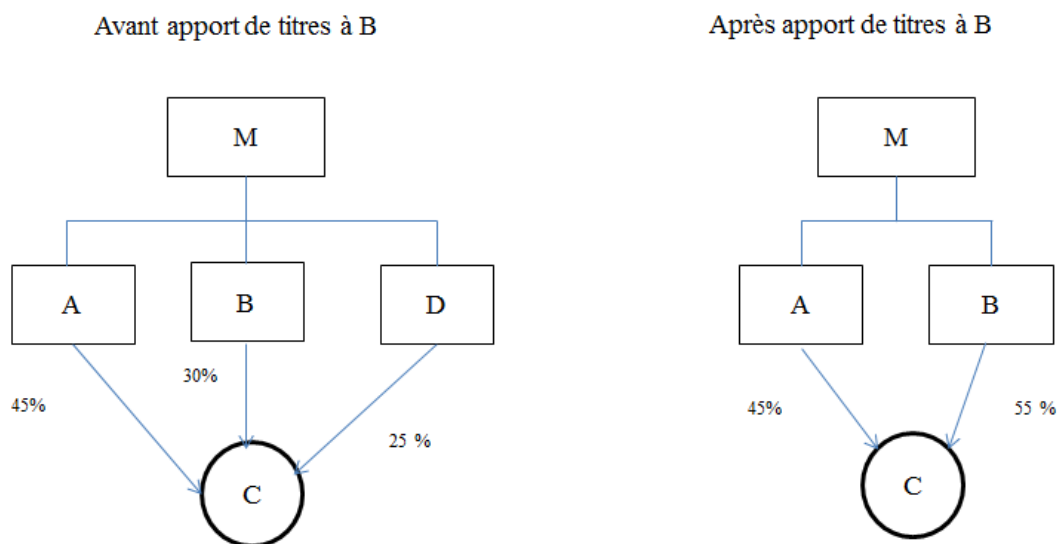 Avant apport de titres à B
M
A
B
D
45%
30%
25 %
C
Après apport de titres à B
M
A
B
45%
55 %
C